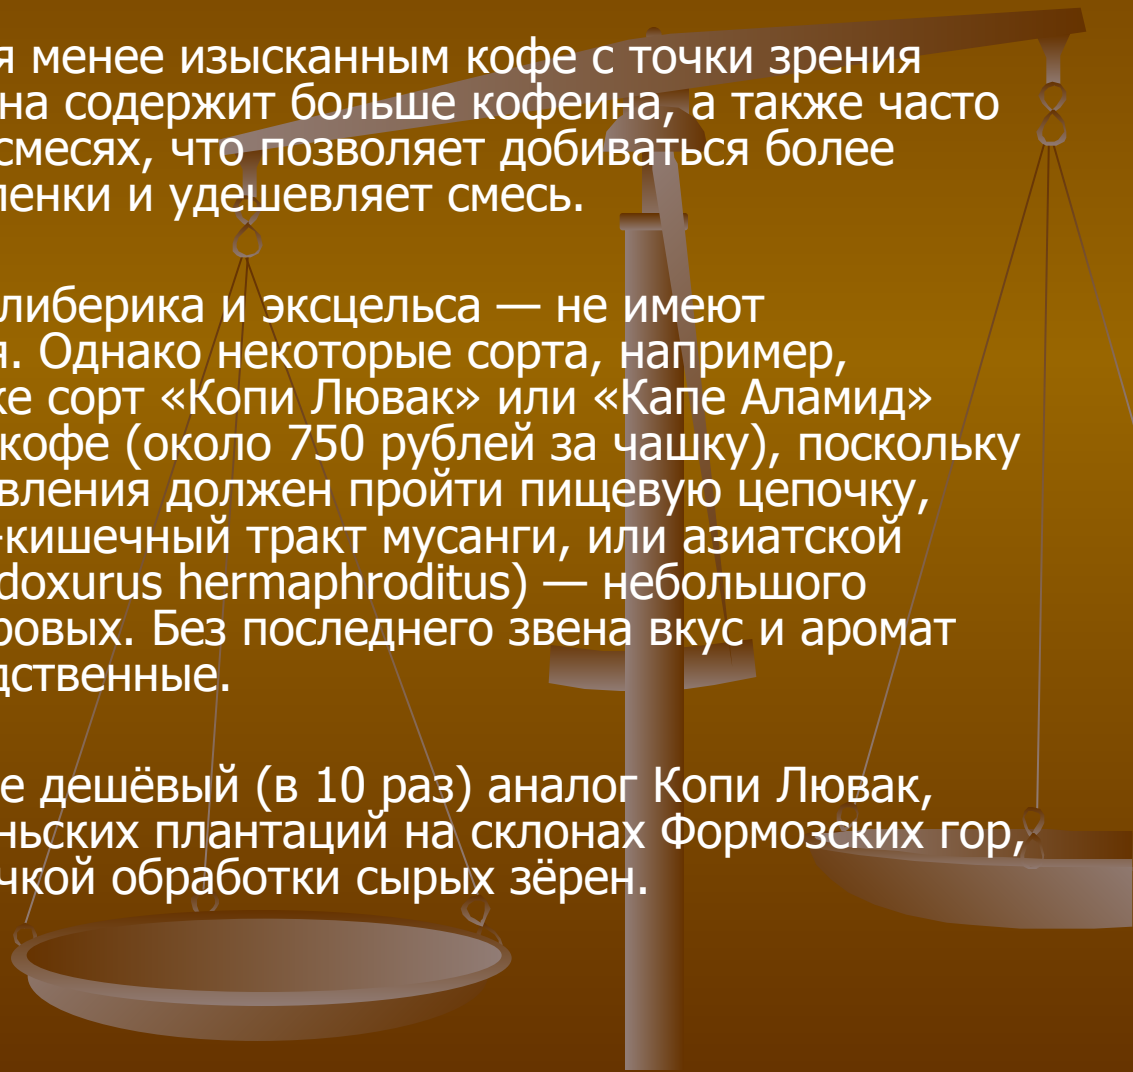 я менее изысканным кофе с точки зрения
на содержит больше кофеина, а также часто
смесях, что позволяет добиваться более
ленки и удешевляет смесь.
либерика и эксцельса — не имеют
я. Однако некоторые сорта, например,
ке сорт «Копи Лювак» или «Капе Аламид»
кофе (около 750 рублей за чашку), поскольку
вления должен пройти пищевую цепочку,
-кишечный тракт мусанги, или азиатской
doxurus hermaphroditus) — небольшого
ровых. Без последнего звена вкус и аромат
дственные.
е дешёвый (в 10 раз) аналог Копи Лювак,
ньских плантаций на склонах Формозских гор,
чкой обработки сырых зёрен.